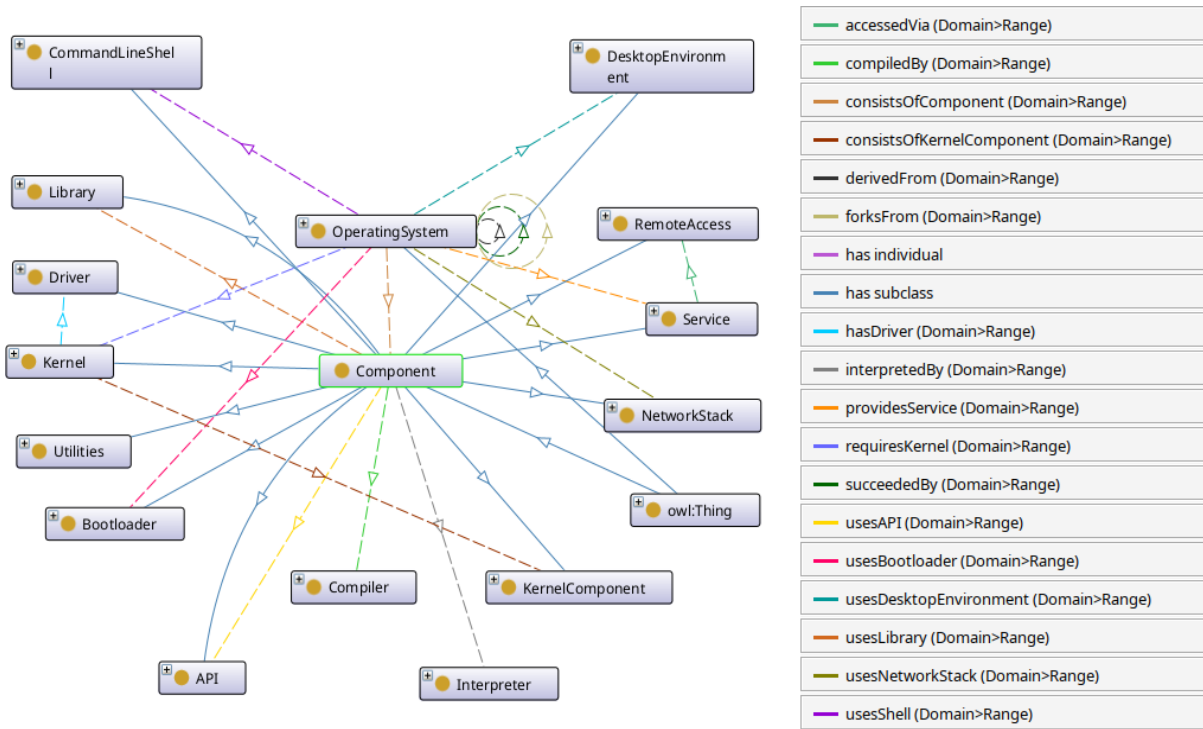 CommandLineShel
l
DesktopEnvironm
ent
Library
OperatingSystem
RemoteAccess
Driver
Service
Kernel
Component
NetworkStack
Utilities
Bootloader
owl:Thing
Compiler
KernelComponent
API
Interpreter
accessedVia (Domain>Range)
compiledBy (Domain>Range)
consistsOfComponent (Domain>Range)
consistsOfKernelComponent (Domain>Range)
derivedFrom (Domain>Range)
forksFrom (Domain>Range)
has individual
has subclass
hasDriver (Domain>Range)
interpretedBy (Domain>Range)
providesService (Domain>Range)
requiresKernel (Domain>Range)
succeededBy (Domain>Range)
usesAPI (Domain>Range)
usesBootloader (Domain>Range)
usesDesktopEnvironment (Domain>Range)
usesLibrary (Domain>Range)
usesNetworkStack (Domain>Range)
usesShell (Domain>Range)